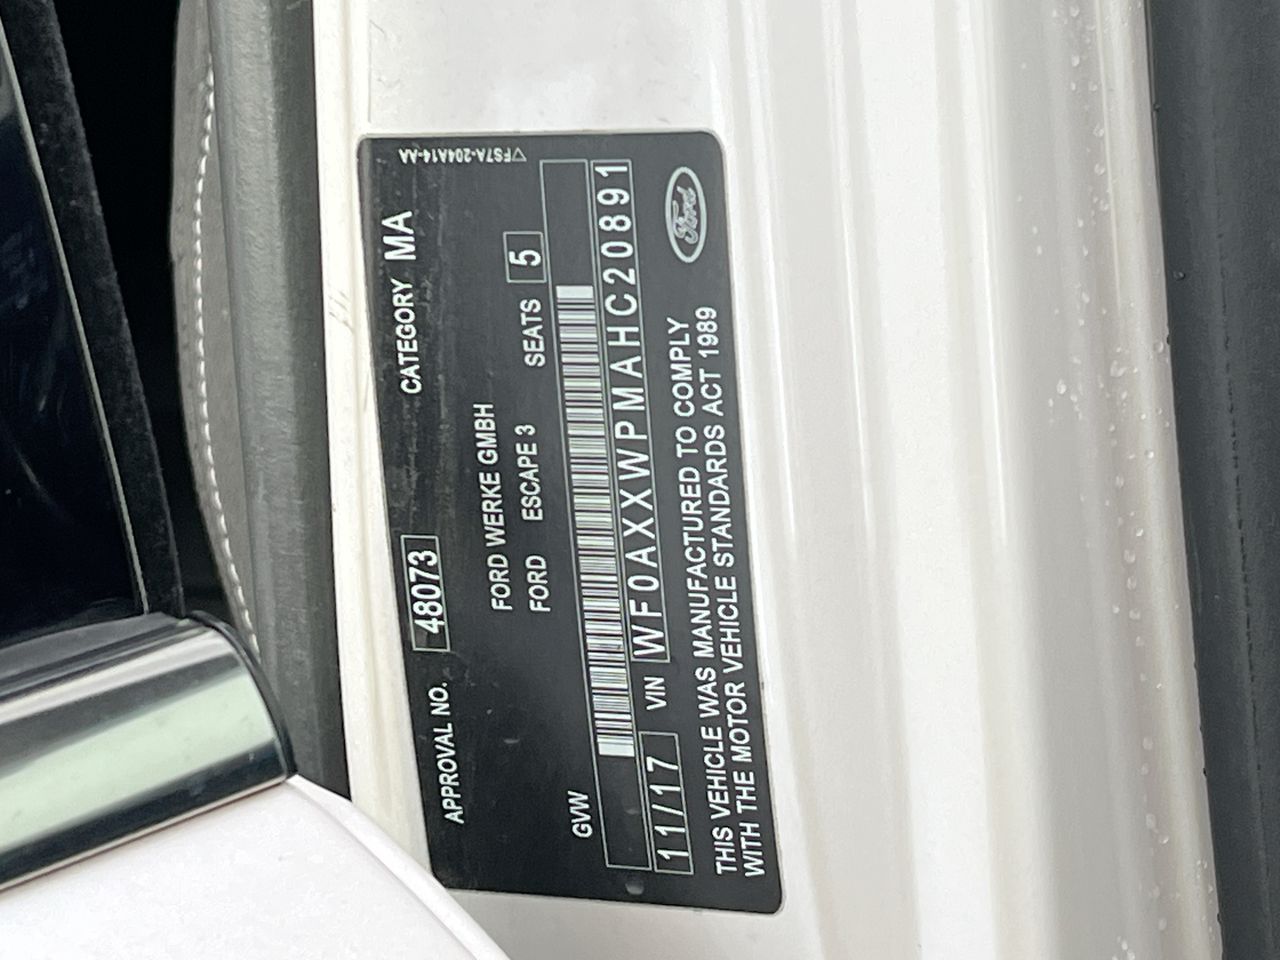 ▽FS7A-204A14-AA
APPROVAL NO. 48073 CATEGORY MA
FORD WERKE GMBH
FORD ESCAPE 3 SEATS 5
GVW
11/17 VIN WF0AXXWPMAHC20891
THIS VEHICLE WAS MANUFACTURED TO COMPLY
WITH THE MOTOR VEHICLE STANDARDS ACT 1989
Ford